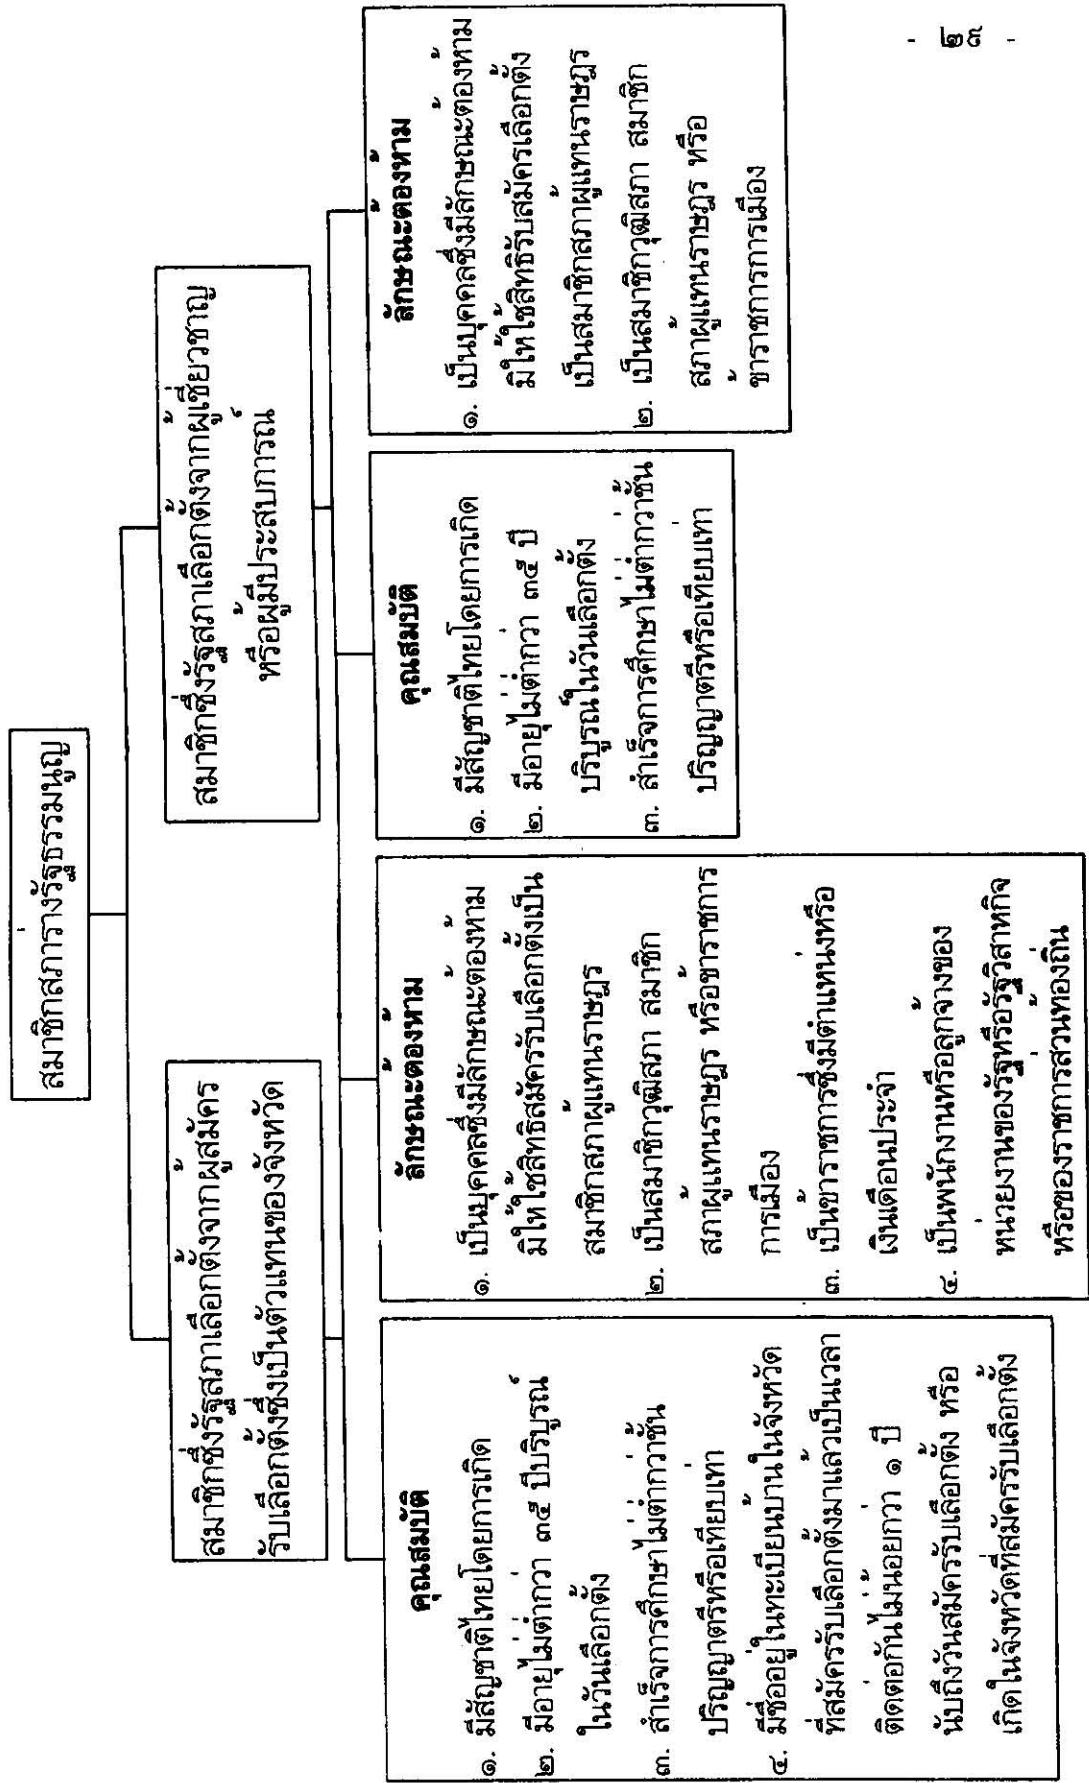 - ๒๙ -
สมาชิกสภาร่างรัฐธรรมนูญ
สมาชิกซึ่งรัฐสภาเลือกตั้งจากผู้สมัคร
รับเลือกตั้งซึ่งเป็นตัวแทนของจังหวัด
สมาชิกซึ่งรัฐสภาเลือกตั้งจากผู้เชี่ยวชาญ
หรือผู้มีประสบการณ์
คุณสมบัติ
๑. มีสัญชาติไทยโดยการเกิด
๒. มีอายุไม่ต่ำกว่า ๓๕ ปีบริบูรณ์
ในวันเลือกตั้ง
๓. สำเร็จการศึกษาไม่ต่ำกว่าชั้น
ปริญญาตรีหรือเทียบเท่า
๔. มีชื่ออยู่ในทะเบียนบ้านในจังหวัด
ที่สมัครรับเลือกตั้งมาแล้วเป็นเวลา
ติดต่อกันไม่น้อยกว่า ๑ ปี
นับถึงวันสมัครรับเลือกตั้ง หรือ
เกิดในจังหวัดที่สมัครรับเลือกตั้ง
ลักษณะต้องห้าม
๑. เป็นบุคคลซึ่งมีลักษณะต้องห้าม
มิให้ใช้สิทธิสมัครรับเลือกตั้งเป็น
สมาชิกสภาผู้แทนราษฎร
๒. เป็นสมาชิกวุฒิสภา สมาชิก
สภาผู้แทนราษฎร หรือข้าราชการ
การเมือง
๓. เป็นข้าราชการซึ่งมีตำแหน่งหรือ
เงินเดือนประจำ
๔. เป็นพนักงานหรือลูกจ้างของ
หน่วยงานของรัฐหรือรัฐวิสาหกิจ
หรือของราชการส่วนท้องถิ่น
คุณสมบัติ
๑. มีสัญชาติไทยโดยการเกิด
๒. มีอายุไม่ต่ำกว่า ๓๕ ปี
บริบูรณ์ในวันเลือกตั้ง
๓. สำเร็จการศึกษาไม่ต่ำกว่าชั้น
ปริญญาตรีหรือเทียบเท่า
ลักษณะต้องห้าม
๑. เป็นบุคคลซึ่งมีลักษณะต้องห้าม
มิให้ใช้สิทธิรับสมัครเลือกตั้ง
เป็นสมาชิกสภาผู้แทนราษฎร
๒. เป็นสมาชิกวุฒิสภา สมาชิก
สภาผู้แทนราษฎร หรือ
ข้าราชการการเมือง